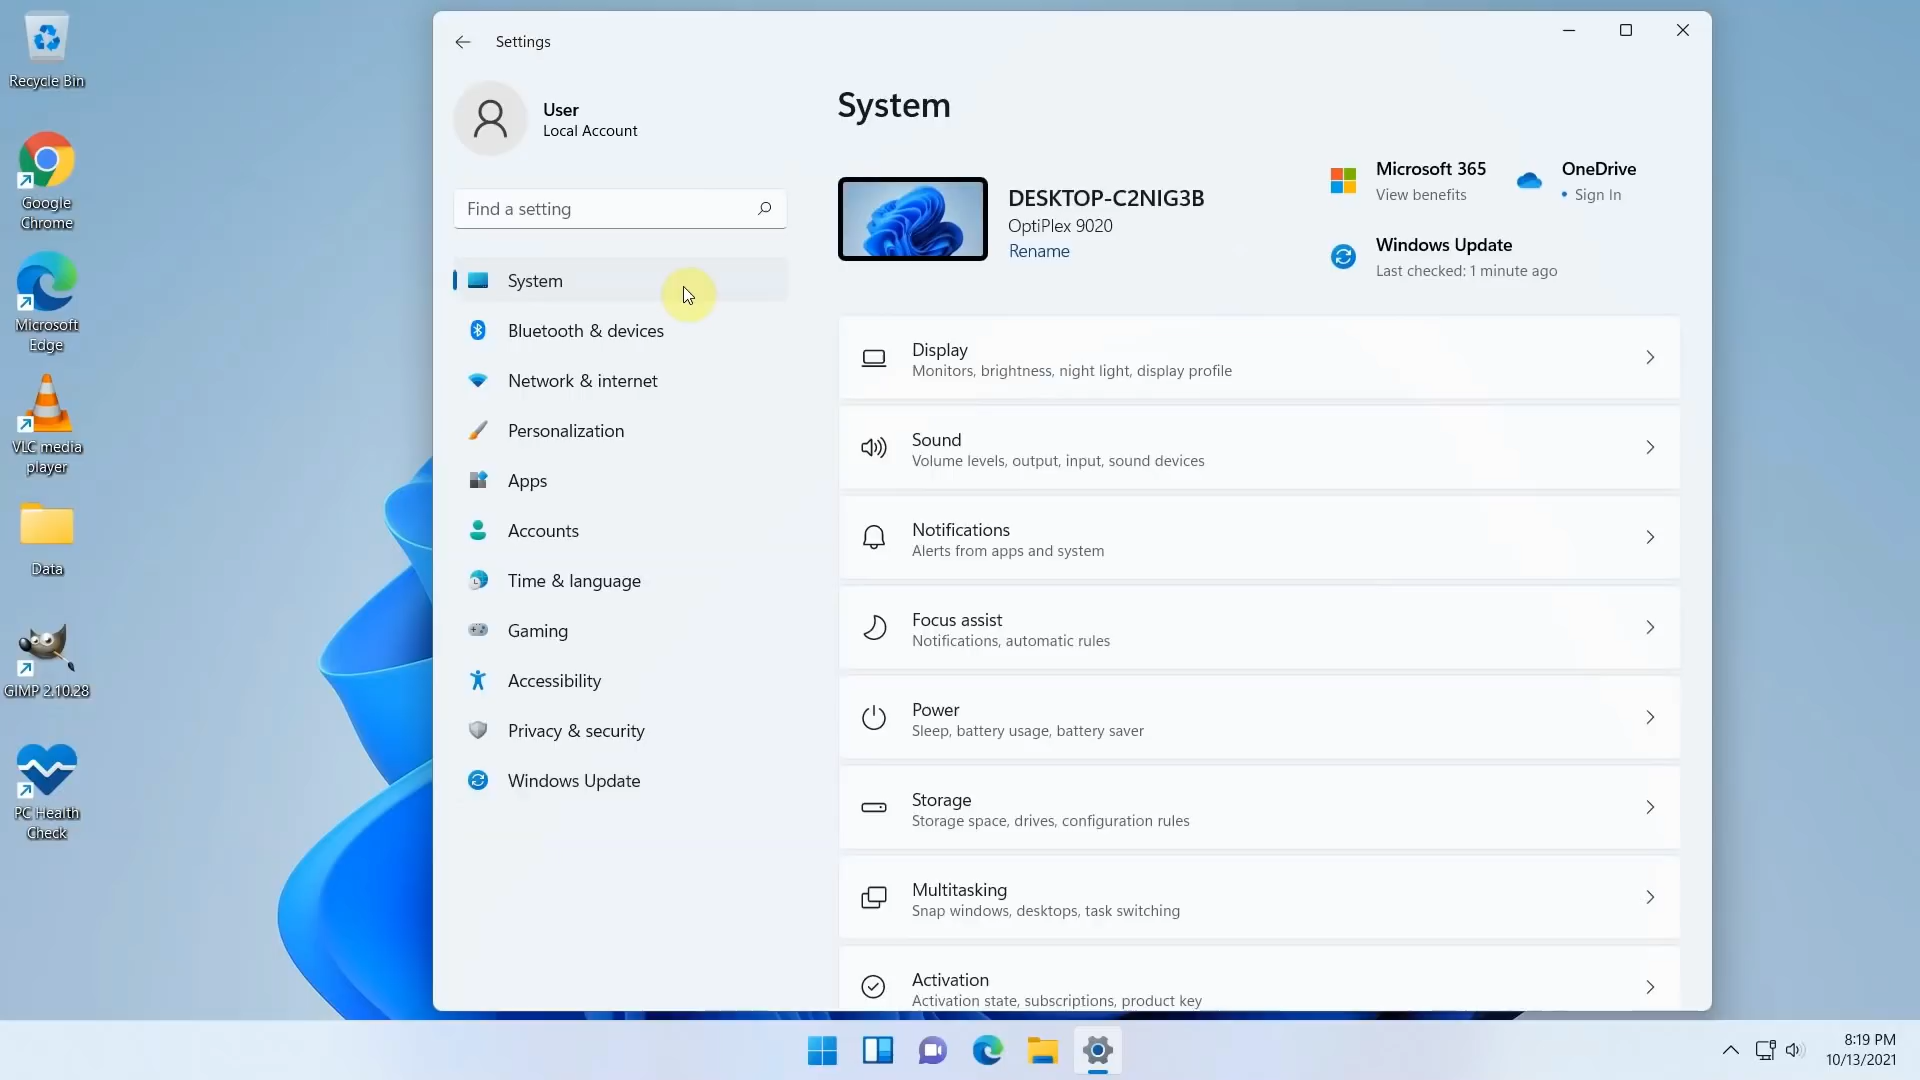 Recycle Bin
Google
Chrome
Microsoft
Edge
VLC media
player
Data
GIMP 2.10.28
PC Health
Check
Settings
User
Local Account
Find a setting
System
Bluetooth & devices
Network & internet
Personalization
Apps
Accounts
Time & language
Gaming
Accessibility
Privacy & security
Windows Update
System
DESKTOP-C2NIG3B
OptiPlex 9020
Rename
Microsoft 365
View benefits
OneDrive
• Sign In
Windows Update
Last checked: 1 minute ago
Display
Monitors, brightness, night light, display profile
Sound
Volume levels, output, input, sound devices
Notifications
Alerts from apps and system
Focus assist
Notifications, automatic rules
Power
Sleep, battery usage, battery saver
Storage
Storage space, drives, configuration rules
Multitasking
Snap windows, desktops, task switching
Activation
Activation state, subscriptions, product key
8:19 PM
10/13/2021